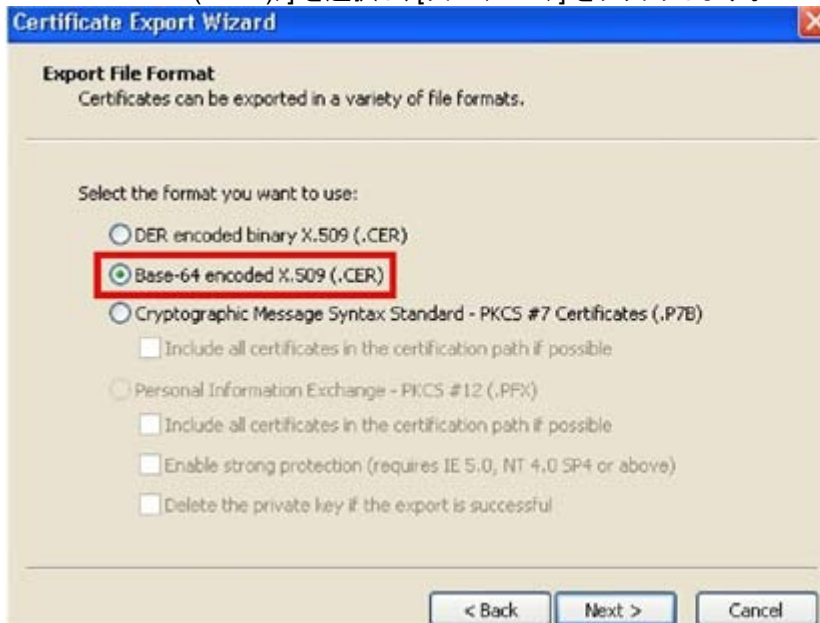 Certificate Export Wizard
Export File Format
Certificates can be exported in a variety of file formats.
Select the format you want to use:
DER encoded binary X.509 (.CER)
Base-64 encoded X.509 (.CER)
Cryptographic Message Syntax Standard - PKCS #7 Certificates (.P7B)
Include all certificates in the certification path if possible
Personal Information Exchange - PKCS #12 (.PFX)
Include all certificates in the certification path if possible
Enable strong protection (requires IE 5.0, NT 4.0 SP4 or above)
Delete the private key if the export is successful
< Back
Next >
Cancel